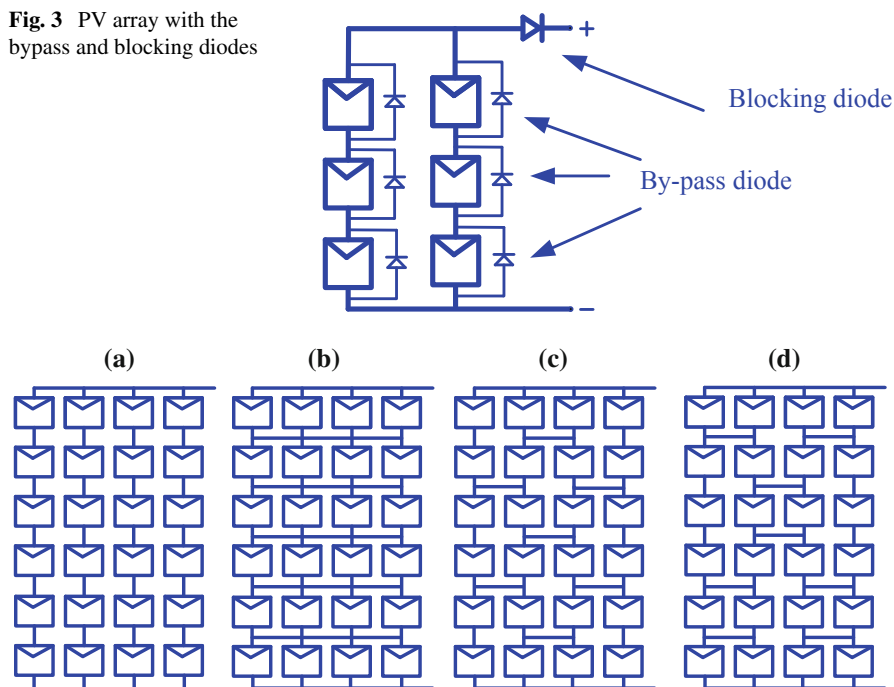 Fig. 3 PV array with the
bypass and blocking diodes
+
Blocking diode
By-pass diode
−
(a) (b) (c) (d)